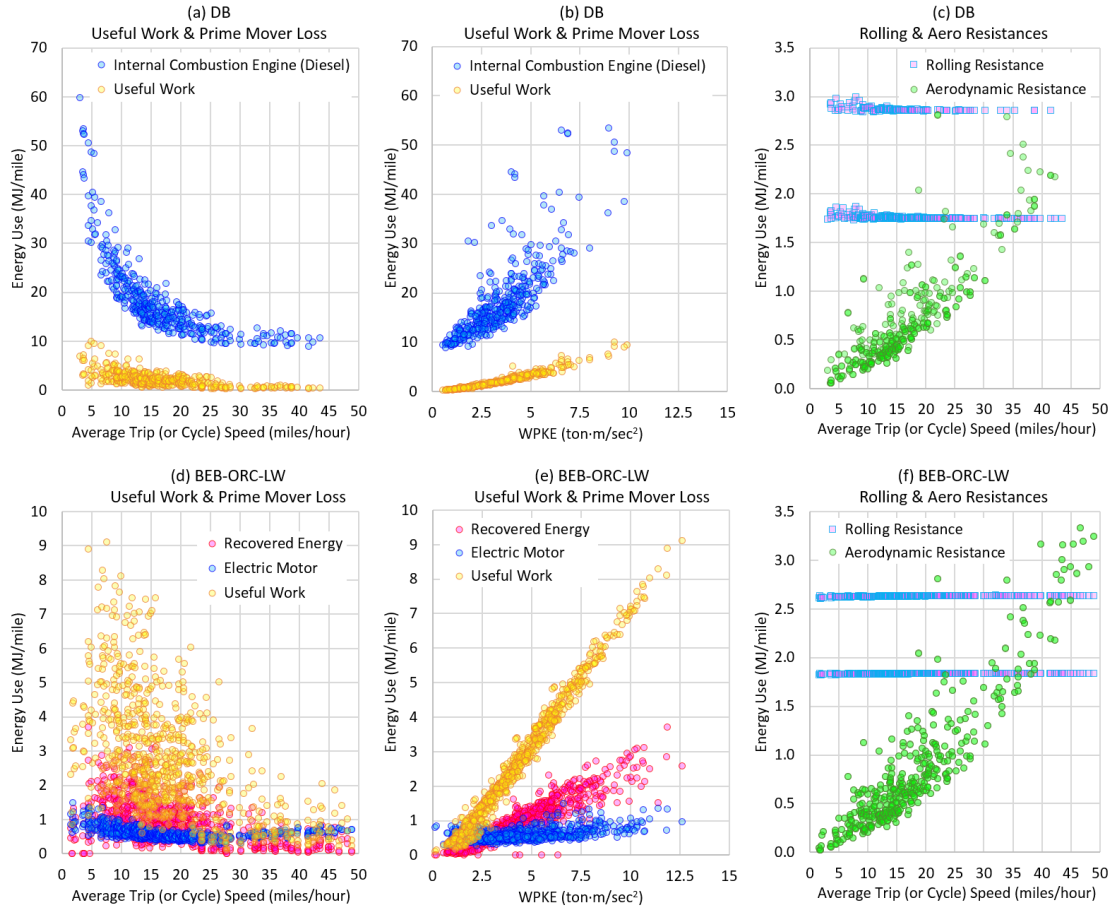 (a) DB
Useful Work & Prime Mover Loss
70
60
50
40
30
20
10
0
Energy Use (MJ/mile)
Internal Combustion Engine (Diesel)
Useful Work
0 5 10 15 20 25 30 35 40 45 50
Average Trip (or Cycle) Speed (miles/hour)
(b) DB
Useful Work & Prime Mover Loss
70
60
50
40
30
20
10
0
Energy Use (MJ/mile)
Internal Combustion Engine (Diesel)
Useful Work
0 2.5 5 7.5 10 12.5 15
WPKE (ton·m/sec²)
(c) DB
Rolling & Aero Resistances
3.5
3.0
2.5
2.0
1.5
1.0
0.5
0.0
Energy Use (MJ/mile)
Rolling Resistance
Aerodynamic Resistance
0 5 10 15 20 25 30 35 40 45 50
Average Trip (or Cycle) Speed (miles/hour)
(d) BEB-ORC-LW
Useful Work & Prime Mover Loss
10
9
8
7
6
5
4
3
2
1
0
Energy Use (MJ/mile)
Recovered Energy
Electric Motor
Useful Work
0 5 10 15 20 25 30 35 40 45 50
Average Trip (or Cycle) Speed (miles/hour)
(e) BEB-ORC-LW
Useful Work & Prime Mover Loss
10
9
8
7
6
5
4
3
2
1
0
Energy Use (MJ/mile)
Recovered Energy
Electric Motor
Useful Work
0 2.5 5 7.5 10 12.5 15
WPKE (ton·m/sec²)
(f) BEB-ORC-LW
Rolling & Aero Resistances
3.5
3.0
2.5
2.0
1.5
1.0
0.5
0.0
Energy Use (MJ/mile)
Rolling Resistance
Aerodynamic Resistance
0 5 10 15 20 25 30 35 40 45 50
Average Trip (or Cycle) Speed (miles/hour)